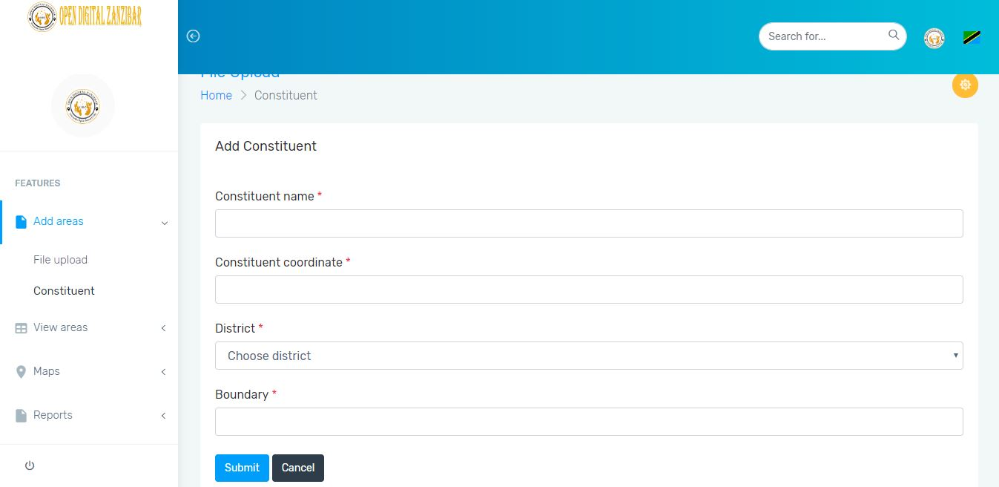 OPEN DIGITAL ZANZIBAR
Search for...
File Upload
Home
Constituent
FEATURES
Add areas
File upload
Constituent
View areas
Maps
Reports
Add Constituent
Constituent name *
Constituent coordinate *
District *
Choose district
Boundary *
Submit
Cancel